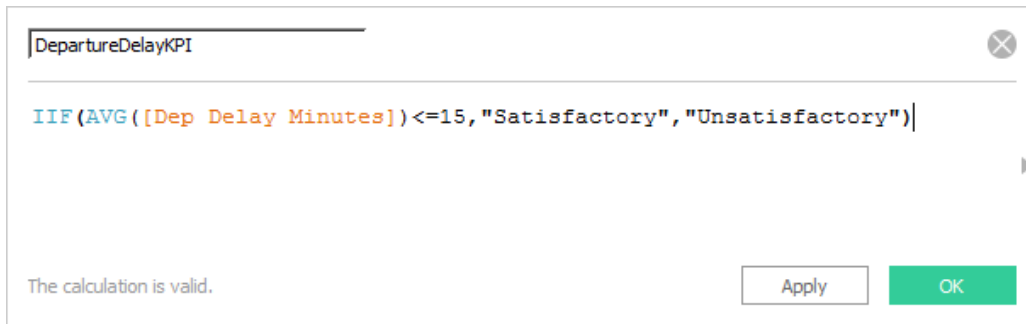 DepartureDelayKPI
IIF(AVG([Dep Delay Minutes])<=15,"Satisfactory","Unsatisfactory")
The calculation is valid.
Apply
OK